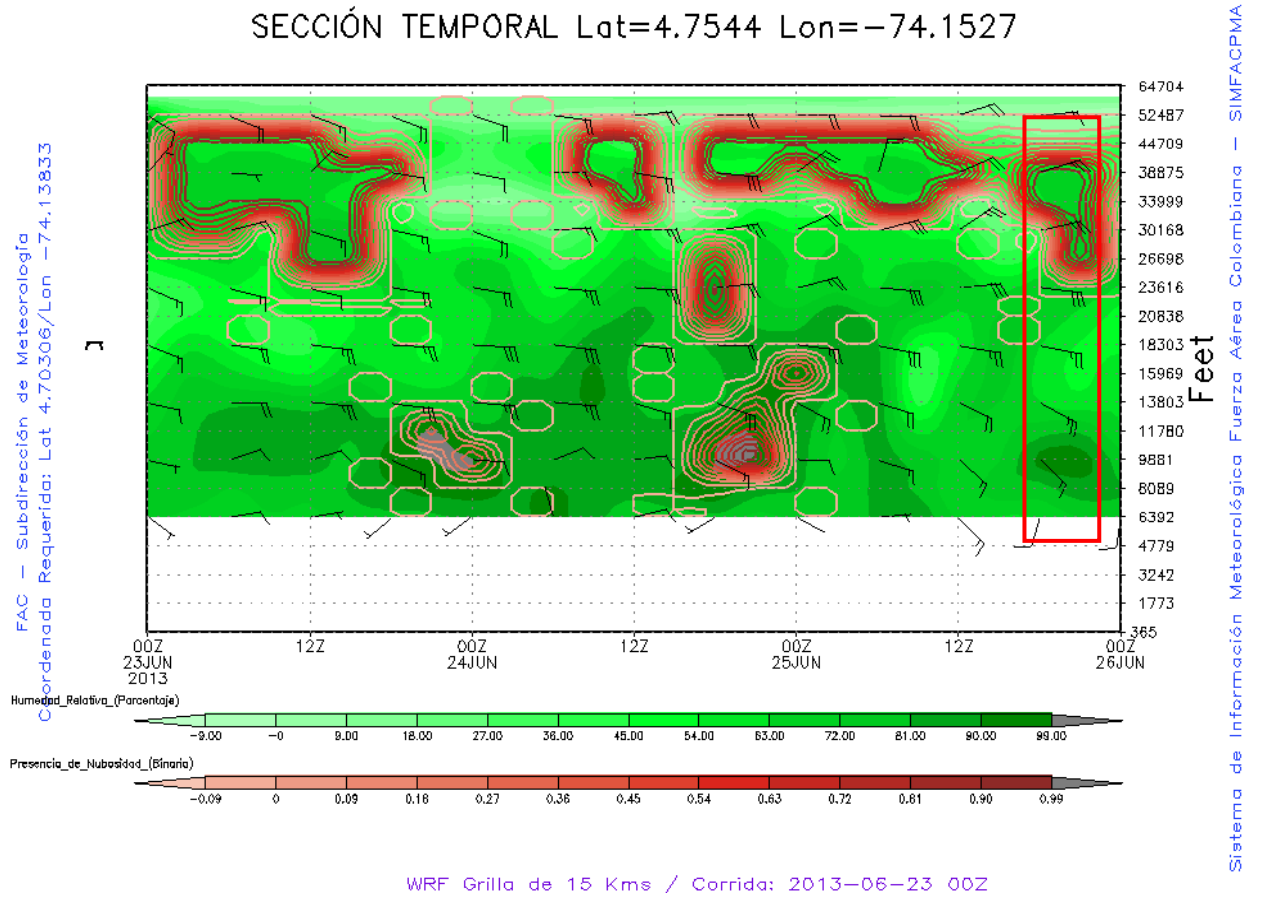 SECCIÓN TEMPORAL Lat=4.7544 Lon=−74.1527
FAC − Subdirección de Meteorología
Coordenada Requerida: Lat 4.70306/Lon −74.13833
Sistema de Información Meteorológica Fuerza Aérea Colombiana − SIMFACPMA
Feet
64704
52487
44709
38875
33999
30168
26698
23616
20838
18303
15969
13803
11780
9881
8089
6392
4779
3242
1773
365
00Z 12Z 00Z 12Z 00Z 12Z 00Z
23JUN 24JUN 25JUN 26JUN
2013
Humedad_Relativa_(Porcentaje)
−9.00 −0 9.00 18.00 27.00 36.00 45.00 54.00 63.00 72.00 81.00 90.00 99.00
Presencia_de_Nubosidad_(Binario)
−0.09 0 0.09 0.18 0.27 0.36 0.45 0.54 0.63 0.72 0.81 0.90 0.99
WRF Grilla de 15 Kms / Corrida: 2013−06−23 00Z